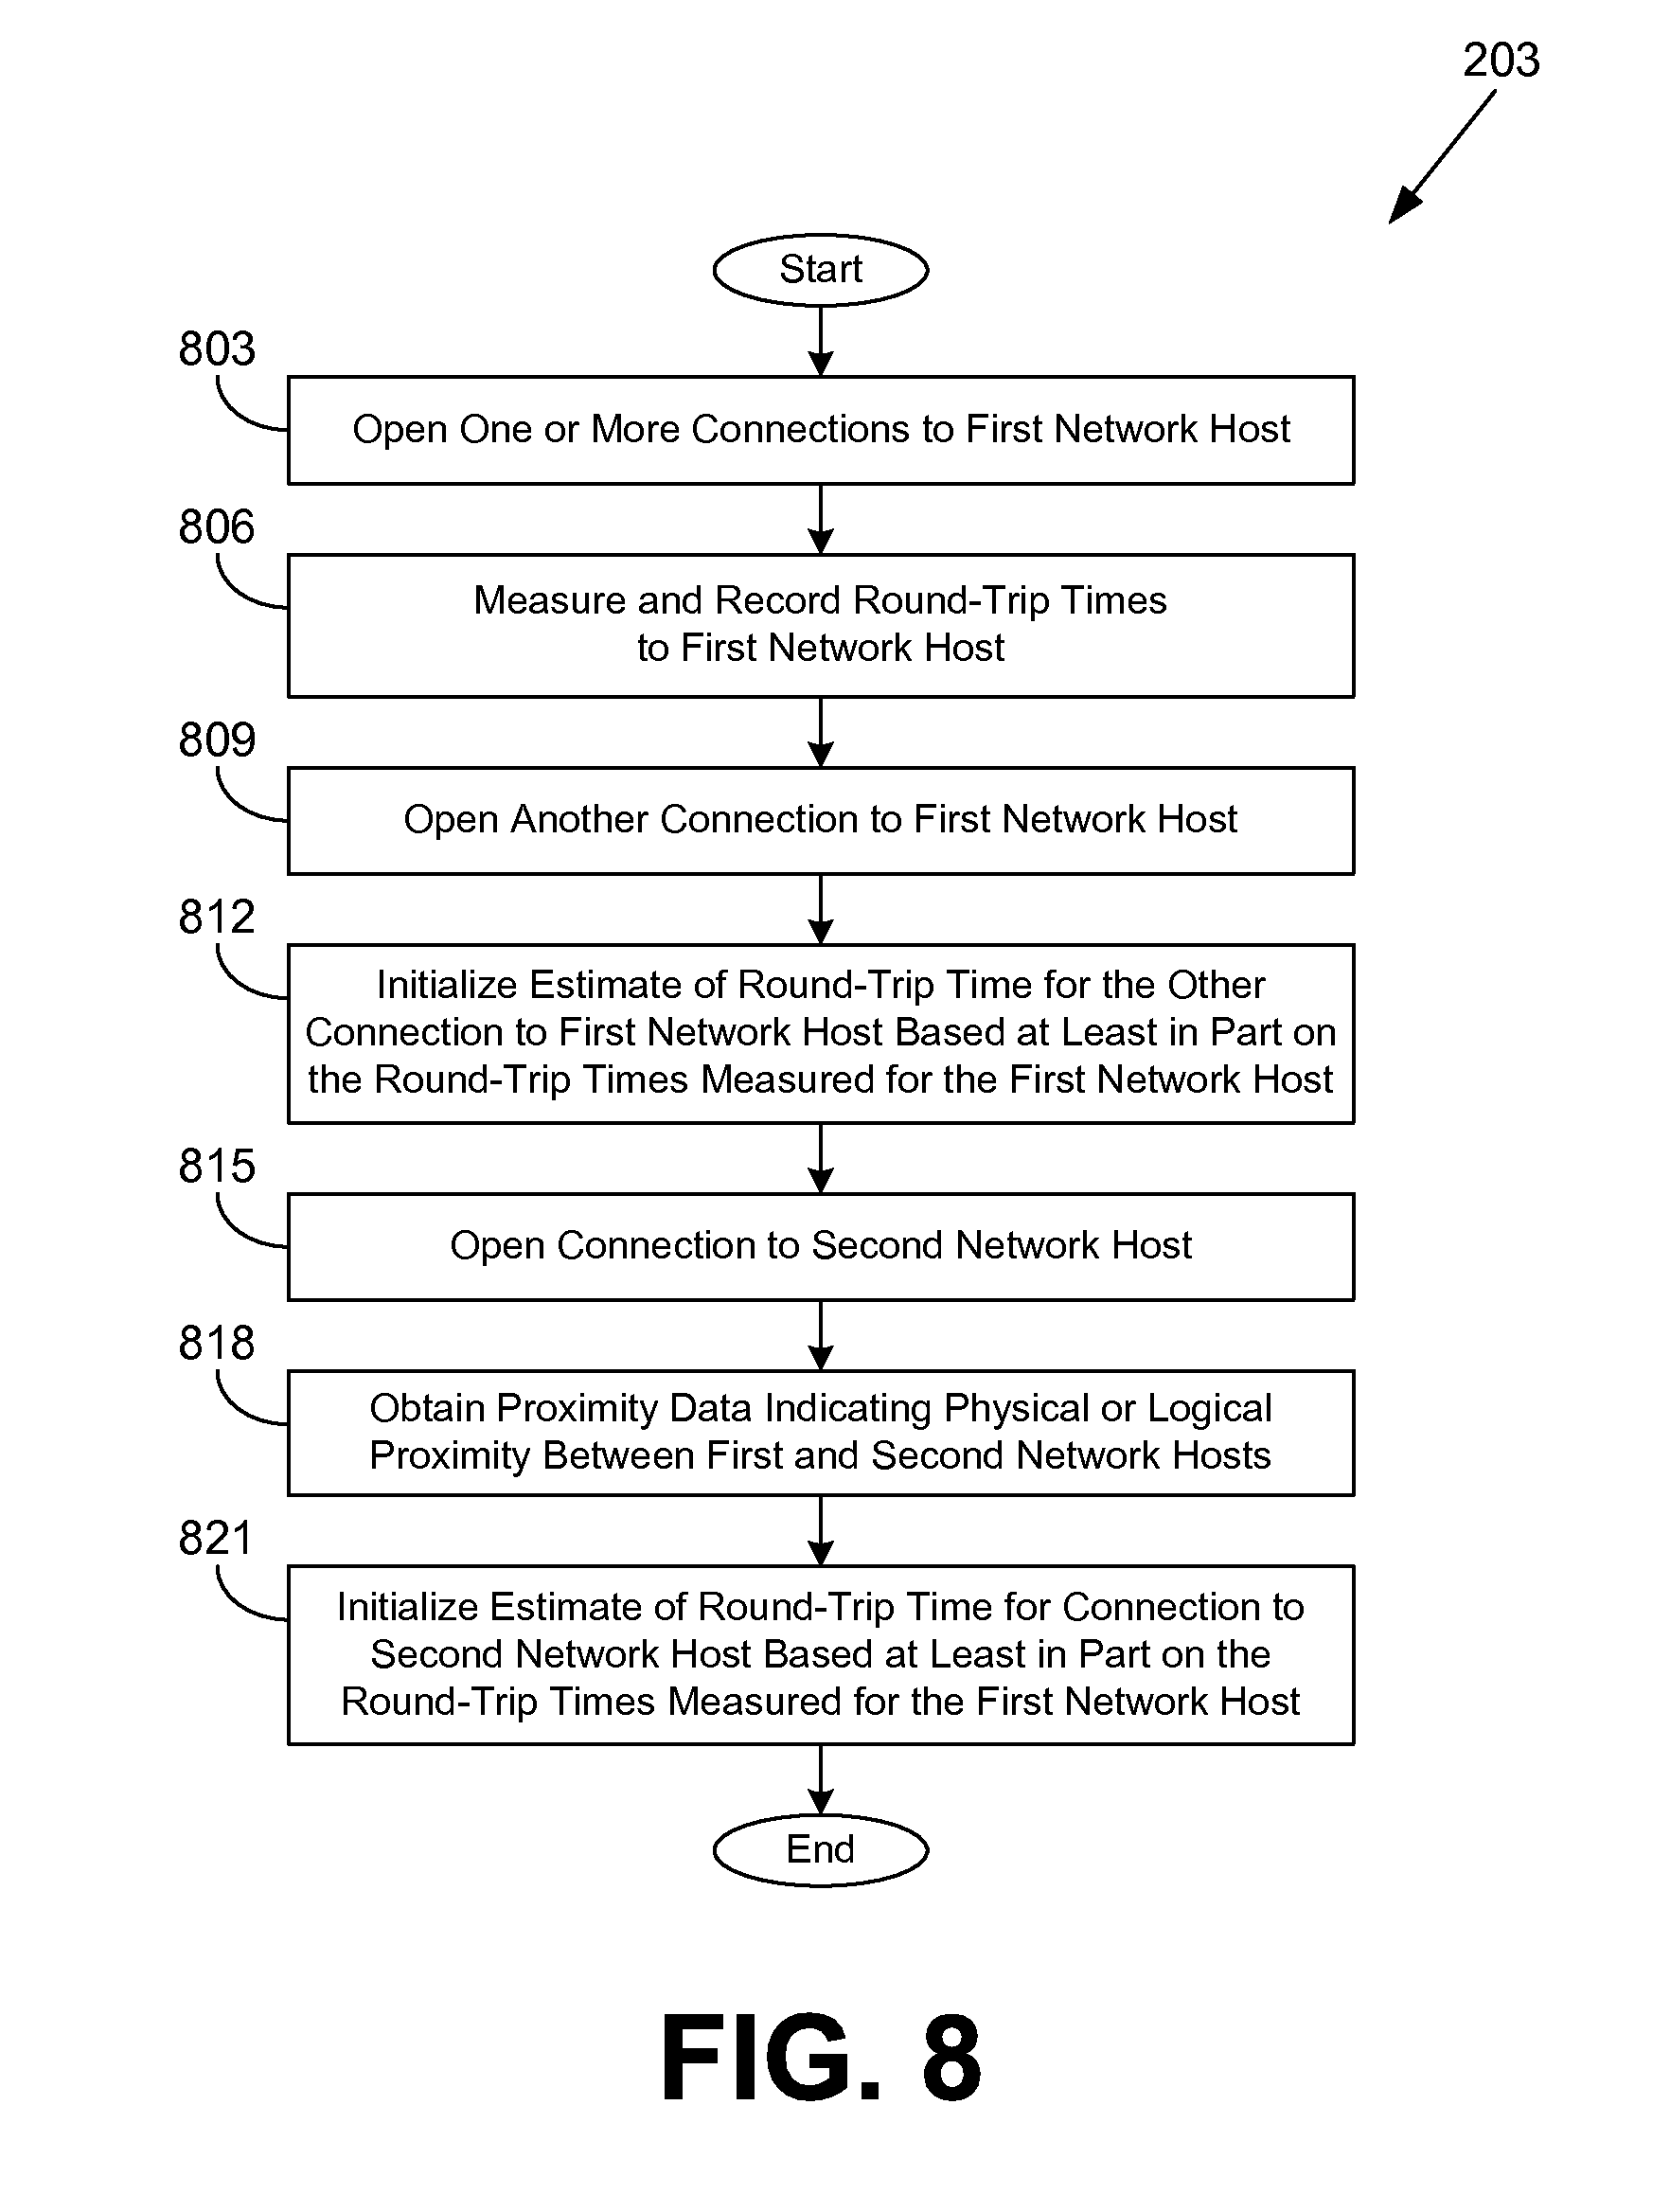 203
Start
803
Open One or More Connections to First Network Host
806
Measure and Record Round-Trip Times
to First Network Host
809
Open Another Connection to First Network Host
812
Initialize Estimate of Round-Trip Time for the Other
Connection to First Network Host Based at Least in Part on
the Round-Trip Times Measured for the First Network Host
815
Open Connection to Second Network Host
818
Obtain Proximity Data Indicating Physical or Logical
Proximity Between First and Second Network Hosts
821
Initialize Estimate of Round-Trip Time for Connection to
Second Network Host Based at Least in Part on the
Round-Trip Times Measured for the First Network Host
End
FIG. 8